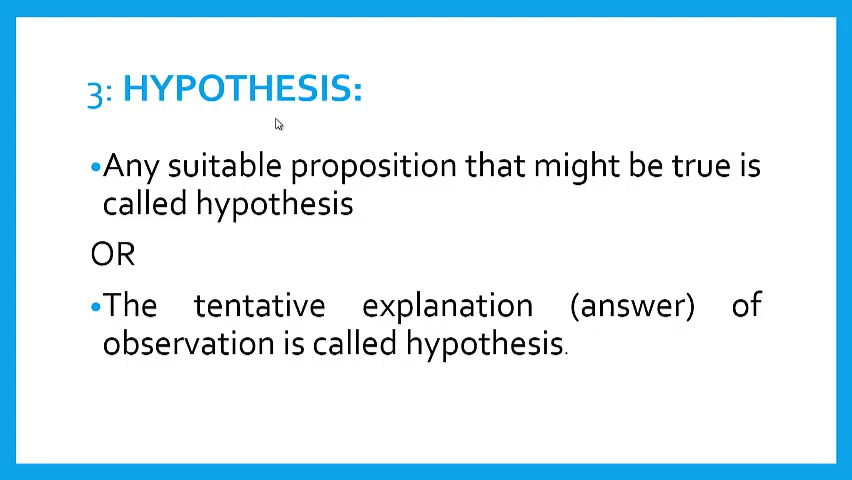 3: HYPOTHESIS:
•Any suitable proposition that might be true is
called hypothesis
OR
•The tentative explanation (answer) of
observation is called hypothesis.